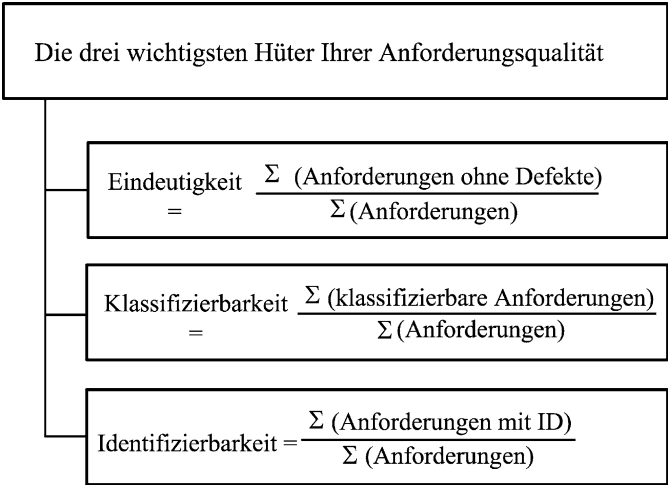 Die drei wichtigsten Hüter Ihrer Anforderungsqualität
Eindeutigkeit = Σ (Anforderungen ohne Defekte)
Σ (Anforderungen)
Klassifizierbarkeit = Σ (klassifizierbare Anforderungen)
Σ (Anforderungen)
Identifizierbarkeit = Σ (Anforderungen mit ID)
Σ (Anforderungen)